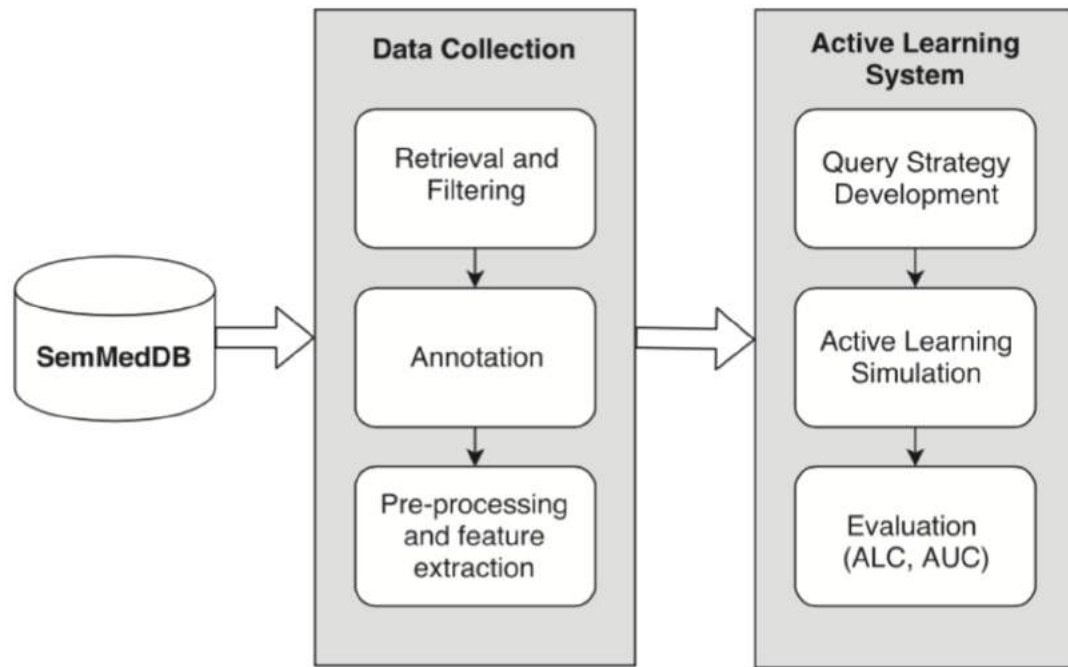 SemMedDB
Data Collection
Retrieval and
Filtering
Annotation
Pre-processing
and feature
extraction
Active Learning
System
Query Strategy
Development
Active Learning
Simulation
Evaluation
(ALC, AUC)